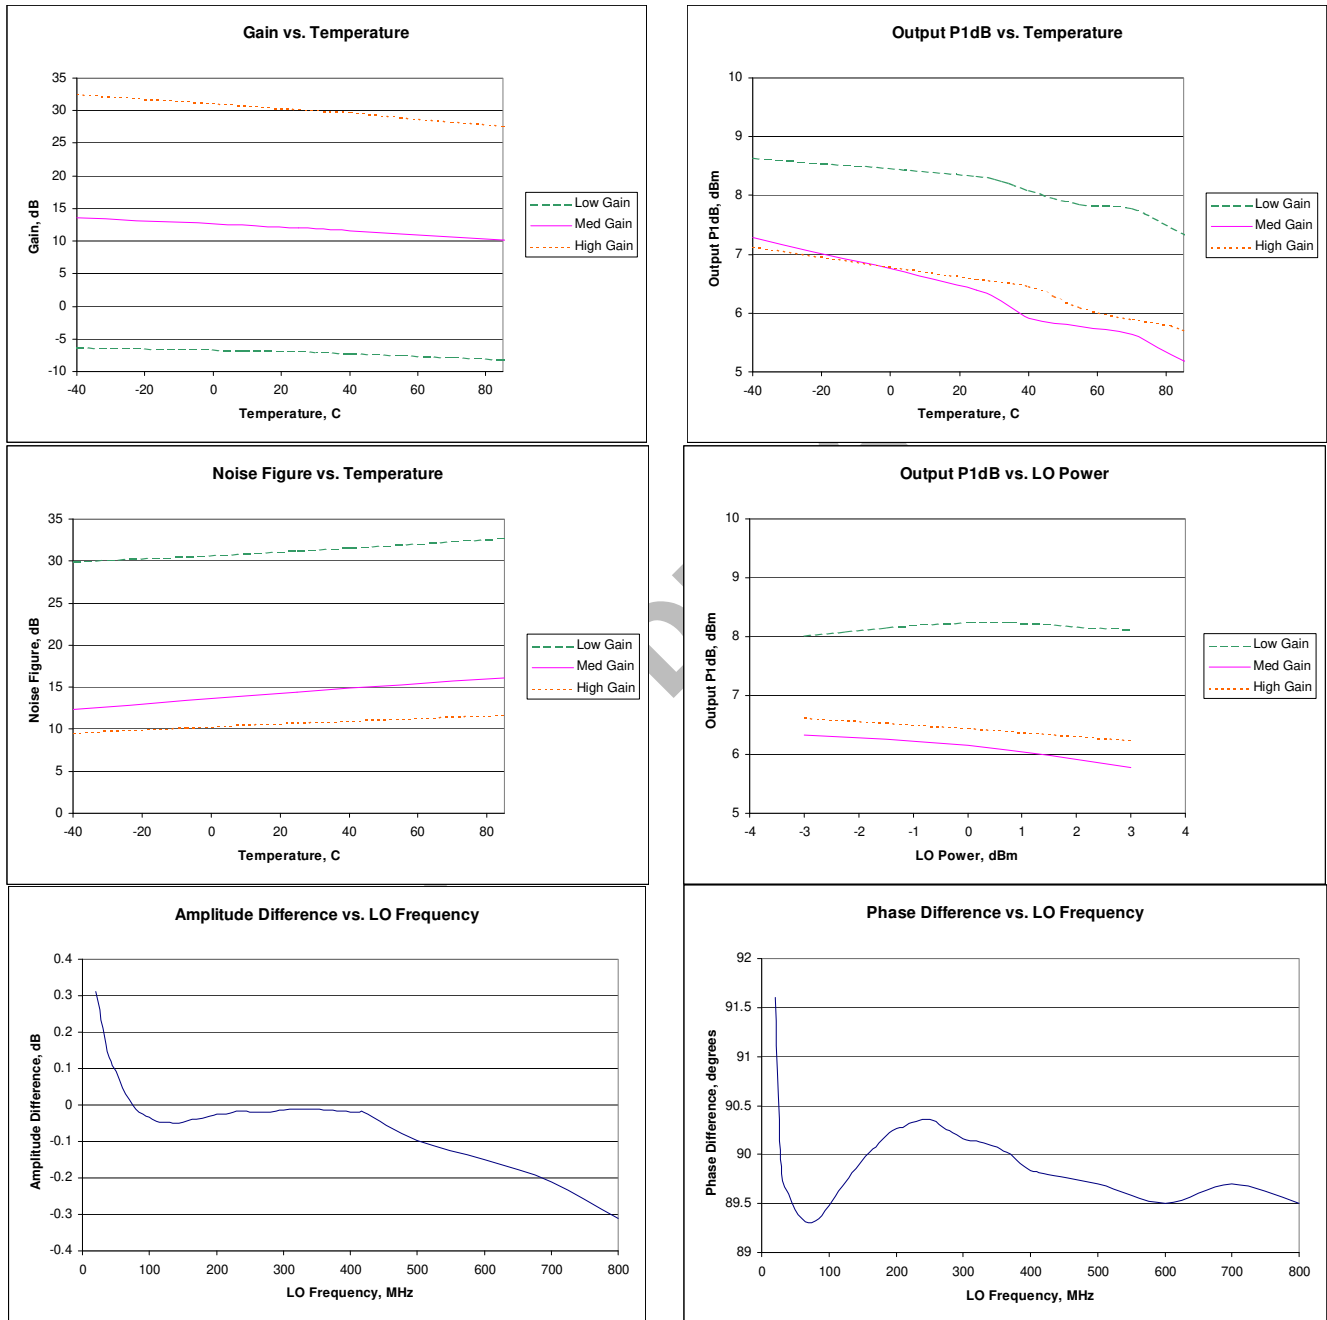 Gain vs. Temperature
35
30
25
20
15
10
5
0
-5
-10
Gain, dB
-40 -20 0 20 40 60 80
Temperature, C
Low Gain
Med Gain
High Gain
Output P1dB vs. Temperature
10
9
8
7
6
5
Output P1dB, dBm
-40 -20 0 20 40 60 80
Temperature, C
Low Gain
Med Gain
High Gain
Noise Figure vs. Temperature
35
30
25
20
15
10
5
0
Noise Figure, dB
-40 -20 0 20 40 60 80
Temperature, C
Low Gain
Med Gain
High Gain
Output P1dB vs. LO Power
10
9
8
7
6
5
Output P1dB, dBm
-4 -3 -2 -1 0 1 2 3 4
LO Power, dBm
Low Gain
Med Gain
High Gain
Amplitude Difference vs. LO Frequency
0.4
0.3
0.2
0.1
0
-0.1
-0.2
-0.3
-0.4
Amplitude Difference, dB
0 100 200 300 400 500 600 700 800
LO Frequency, MHz
Phase Difference vs. LO Frequency
92
91.5
91
90.5
90
89.5
89
Phase Difference, degrees
0 100 200 300 400 500 600 700 800
LO Frequency, MHz